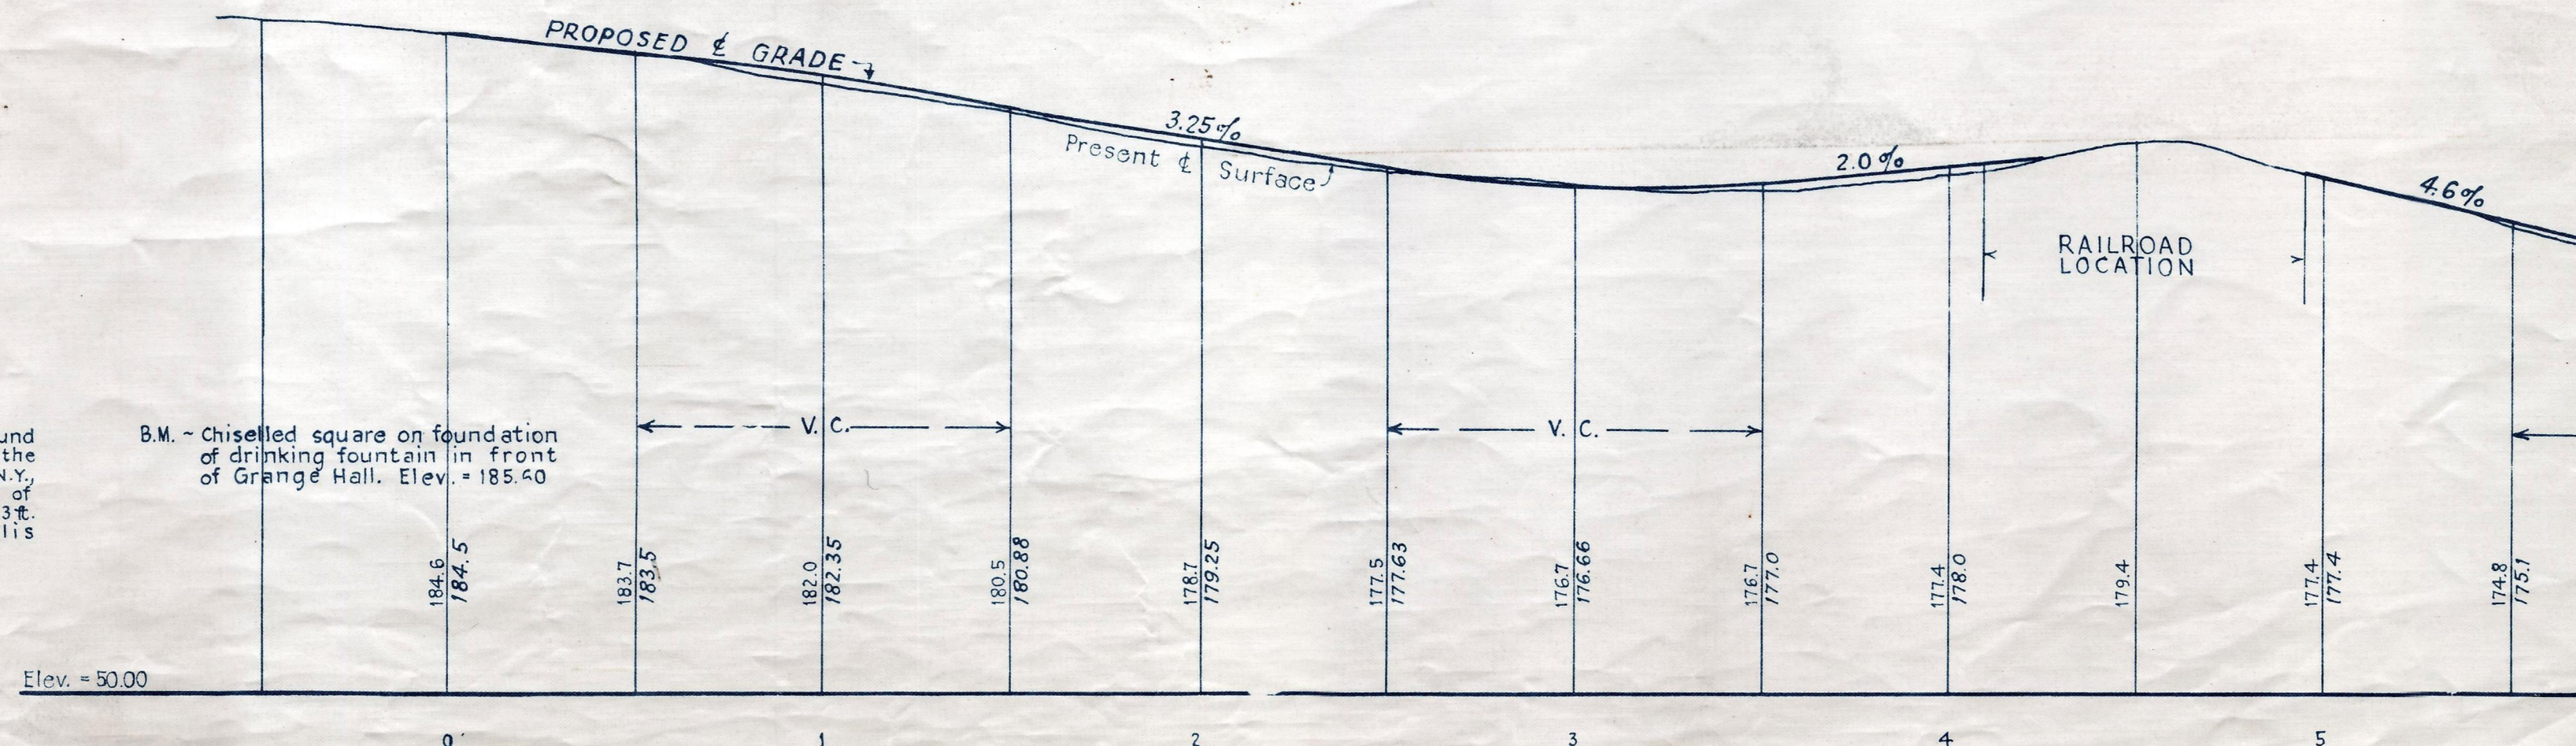 PROPOSED ℄ GRADE
3.25%
Present ℄ Surface
2.0%
4.6%
RAILROAD
LOCATION
und
the
N.Y.,
of
3 ft.
lis
B.M. ~ Chiselled square on foundation
of drinking fountain in front
of Grange Hall. Elev. =
V. C.
V. C.
184.6
184.5
183.7
183.5
182.0
182.35
180.5
180.88
178.7
179.25
177.5
177.63
176.7
176.66
176.7
177.0
177.4
178.0
179.4
177.4
177.4
174.8
175.1
Elev. = 50.00
0 1 2 3 4 5